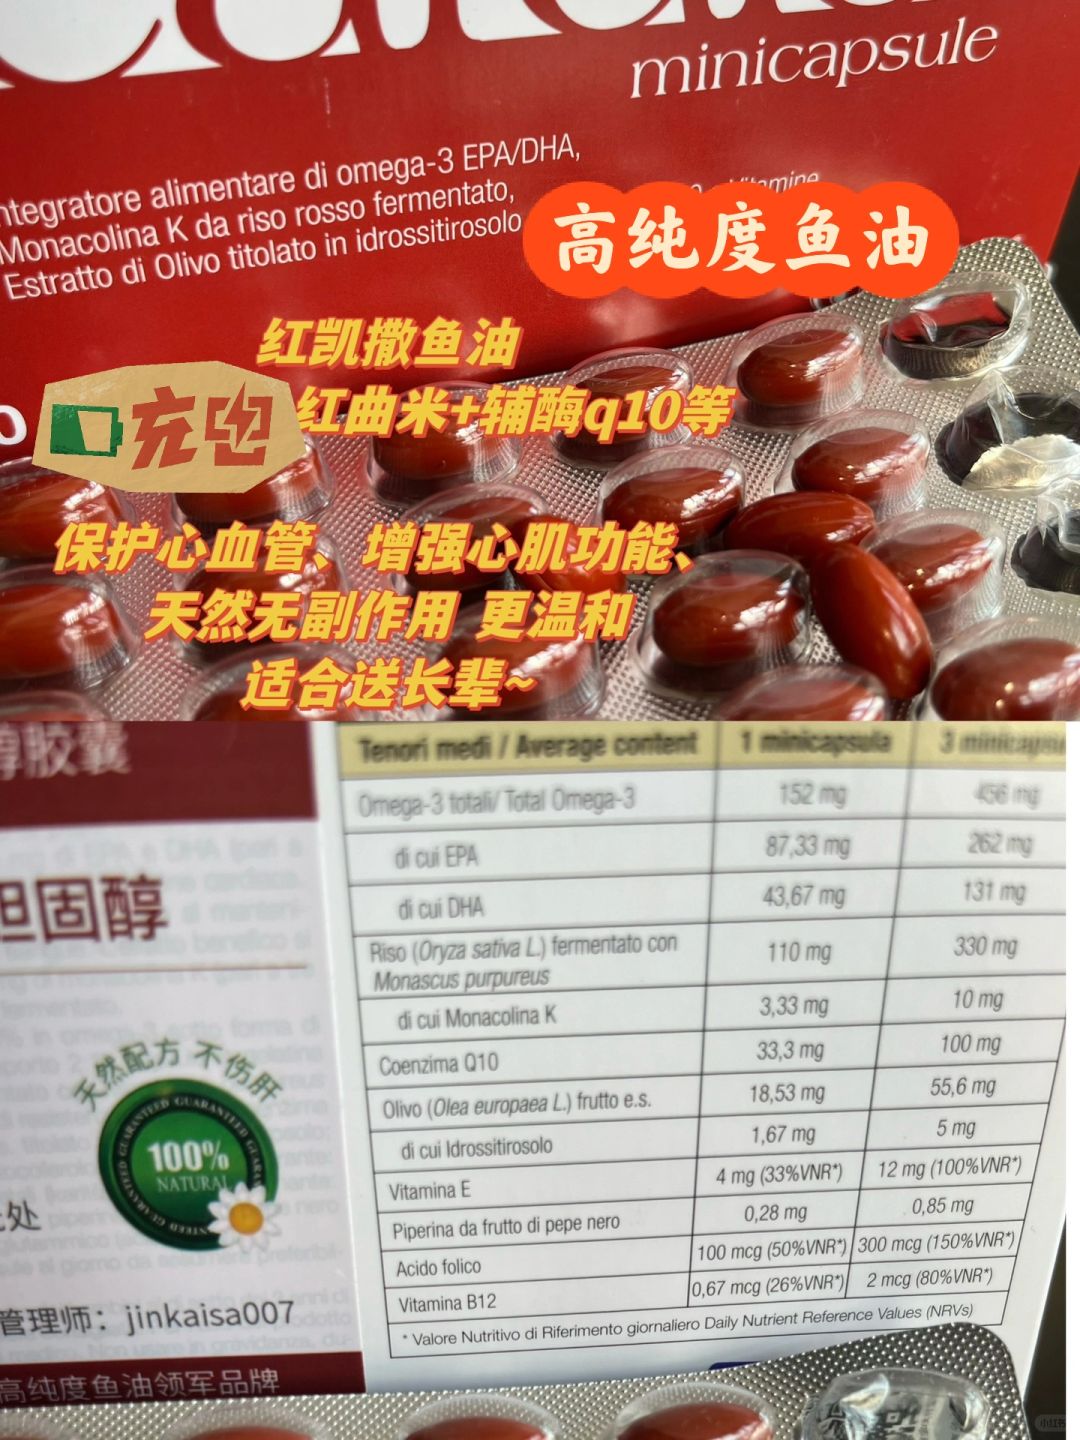 minicapsule
ntegratore alimentare di omega-3 EPA/DHA,
Monacolina K da riso rosso fermentato,
Estratto di Olivo titolato in idrossitirosolo
高纯度鱼油
红凯撒鱼油
充电
红曲米+辅酶q10等
保护心血管、增强心肌功能、
天然无副作用 更温和
适合送长辈~
醇胶囊
胆固醇
天然配方 不伤肝
100%
NATURAL
管理师：jinkaisa007
高纯度鱼油领军品牌
Tenori medi / Average content 1 minicapsula 3 minicapsu
Omega-3 totali/ Total Omega-3 152 mg 456 mg
di cui EPA 87,33 mg 262 mg
di cui DHA 43,67 mg 131 mg
Riso (Oryza sativa L.) fermentato con
Monascus purpureus 110 mg 330 mg
di cui Monacolina K 3,33 mg 10 mg
Coenzima Q10 33,3 mg 100 mg
Olivo (Olea europaea L.) frutto e.s. 18,53 mg 55,6 mg
di cui Idrossitirosolo 1,67 mg 5 mg
Vitamina E 4 mg (33%VNR*) 12 mg (100%VNR*)
Piperina da frutto di pepe nero 0,28 mg 0,85 mg
Acido folico 100 mcg (50%VNR*) 300 mcg (150%VNR*)
Vitamina B12 0,67 mcg (26%VNR*) 2 mcg (80%VNR*)
* Valore Nutritivo di Riferimento giornaliero Daily Nutrient Reference Values (NRVs)